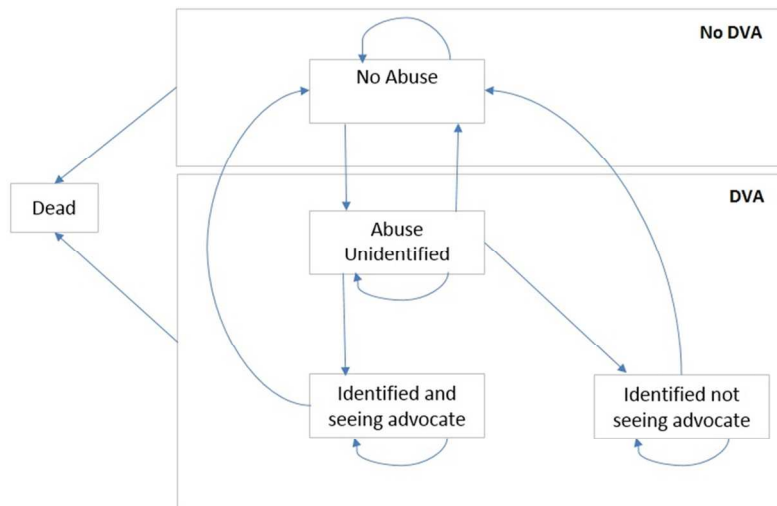 No DVA
No Abuse
Dead
DVA
Abuse
Unidentified
Identified and
seeing advocate
Identified not
seeing advocate